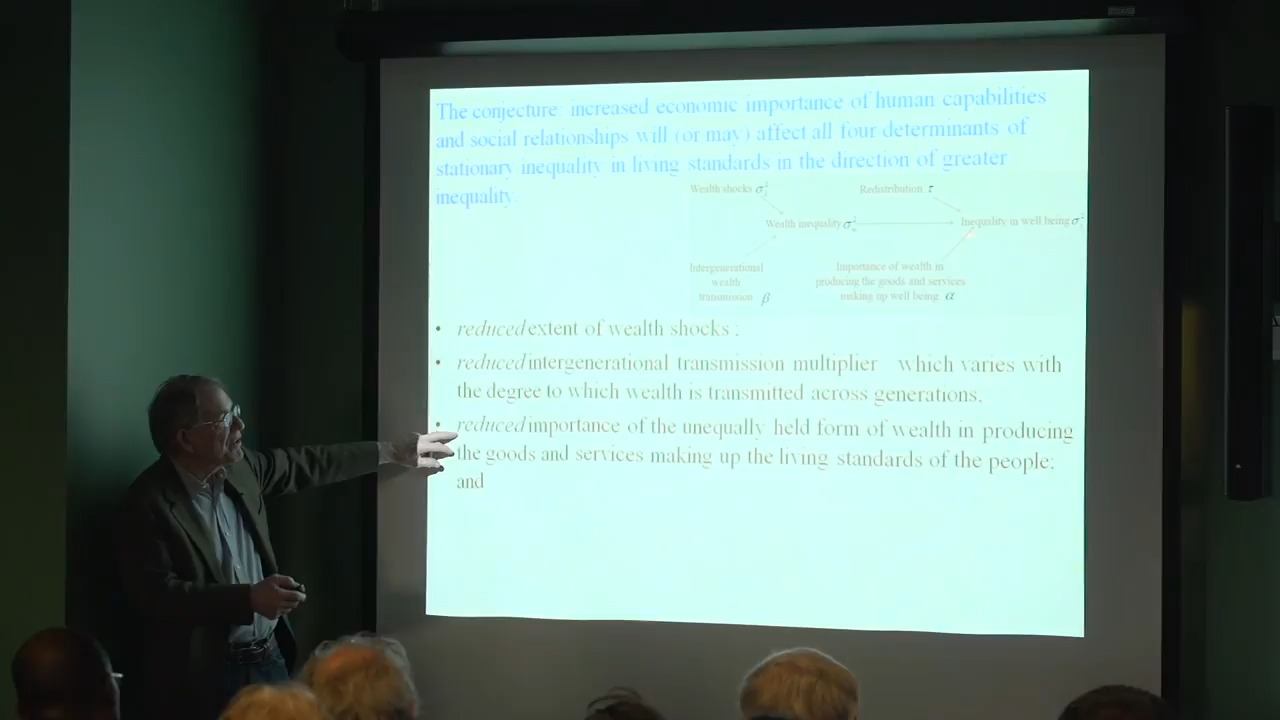 The conjecture: increased economic importance of human capabilities
and social relationships will (or may) affect all four determinants of
stationary inequality in living standards in the direction of greater
inequality.
Wealth shocks
Redistribution τ
Wealth inequality
Inequality in well being
Intergenerational
wealth
transmission β
Importance of wealth in
producing the goods and services
making up well being α
• reduced extent of wealth shocks ;
• reduced intergenerational transmission multiplier which varies with
the degree to which wealth is transmitted across generations,
• reduced importance of the unequally held form of wealth in producing
the goods and services making up the living standards of the people;
and